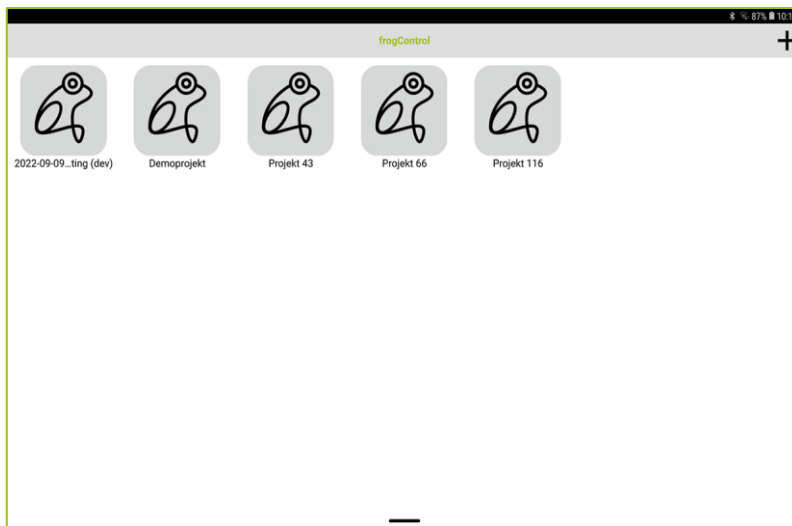 87% 10:1
frogControl
2022-09-09...ting (dev)
Demoprojekt
Projekt 43
Projekt 66
Projekt 116